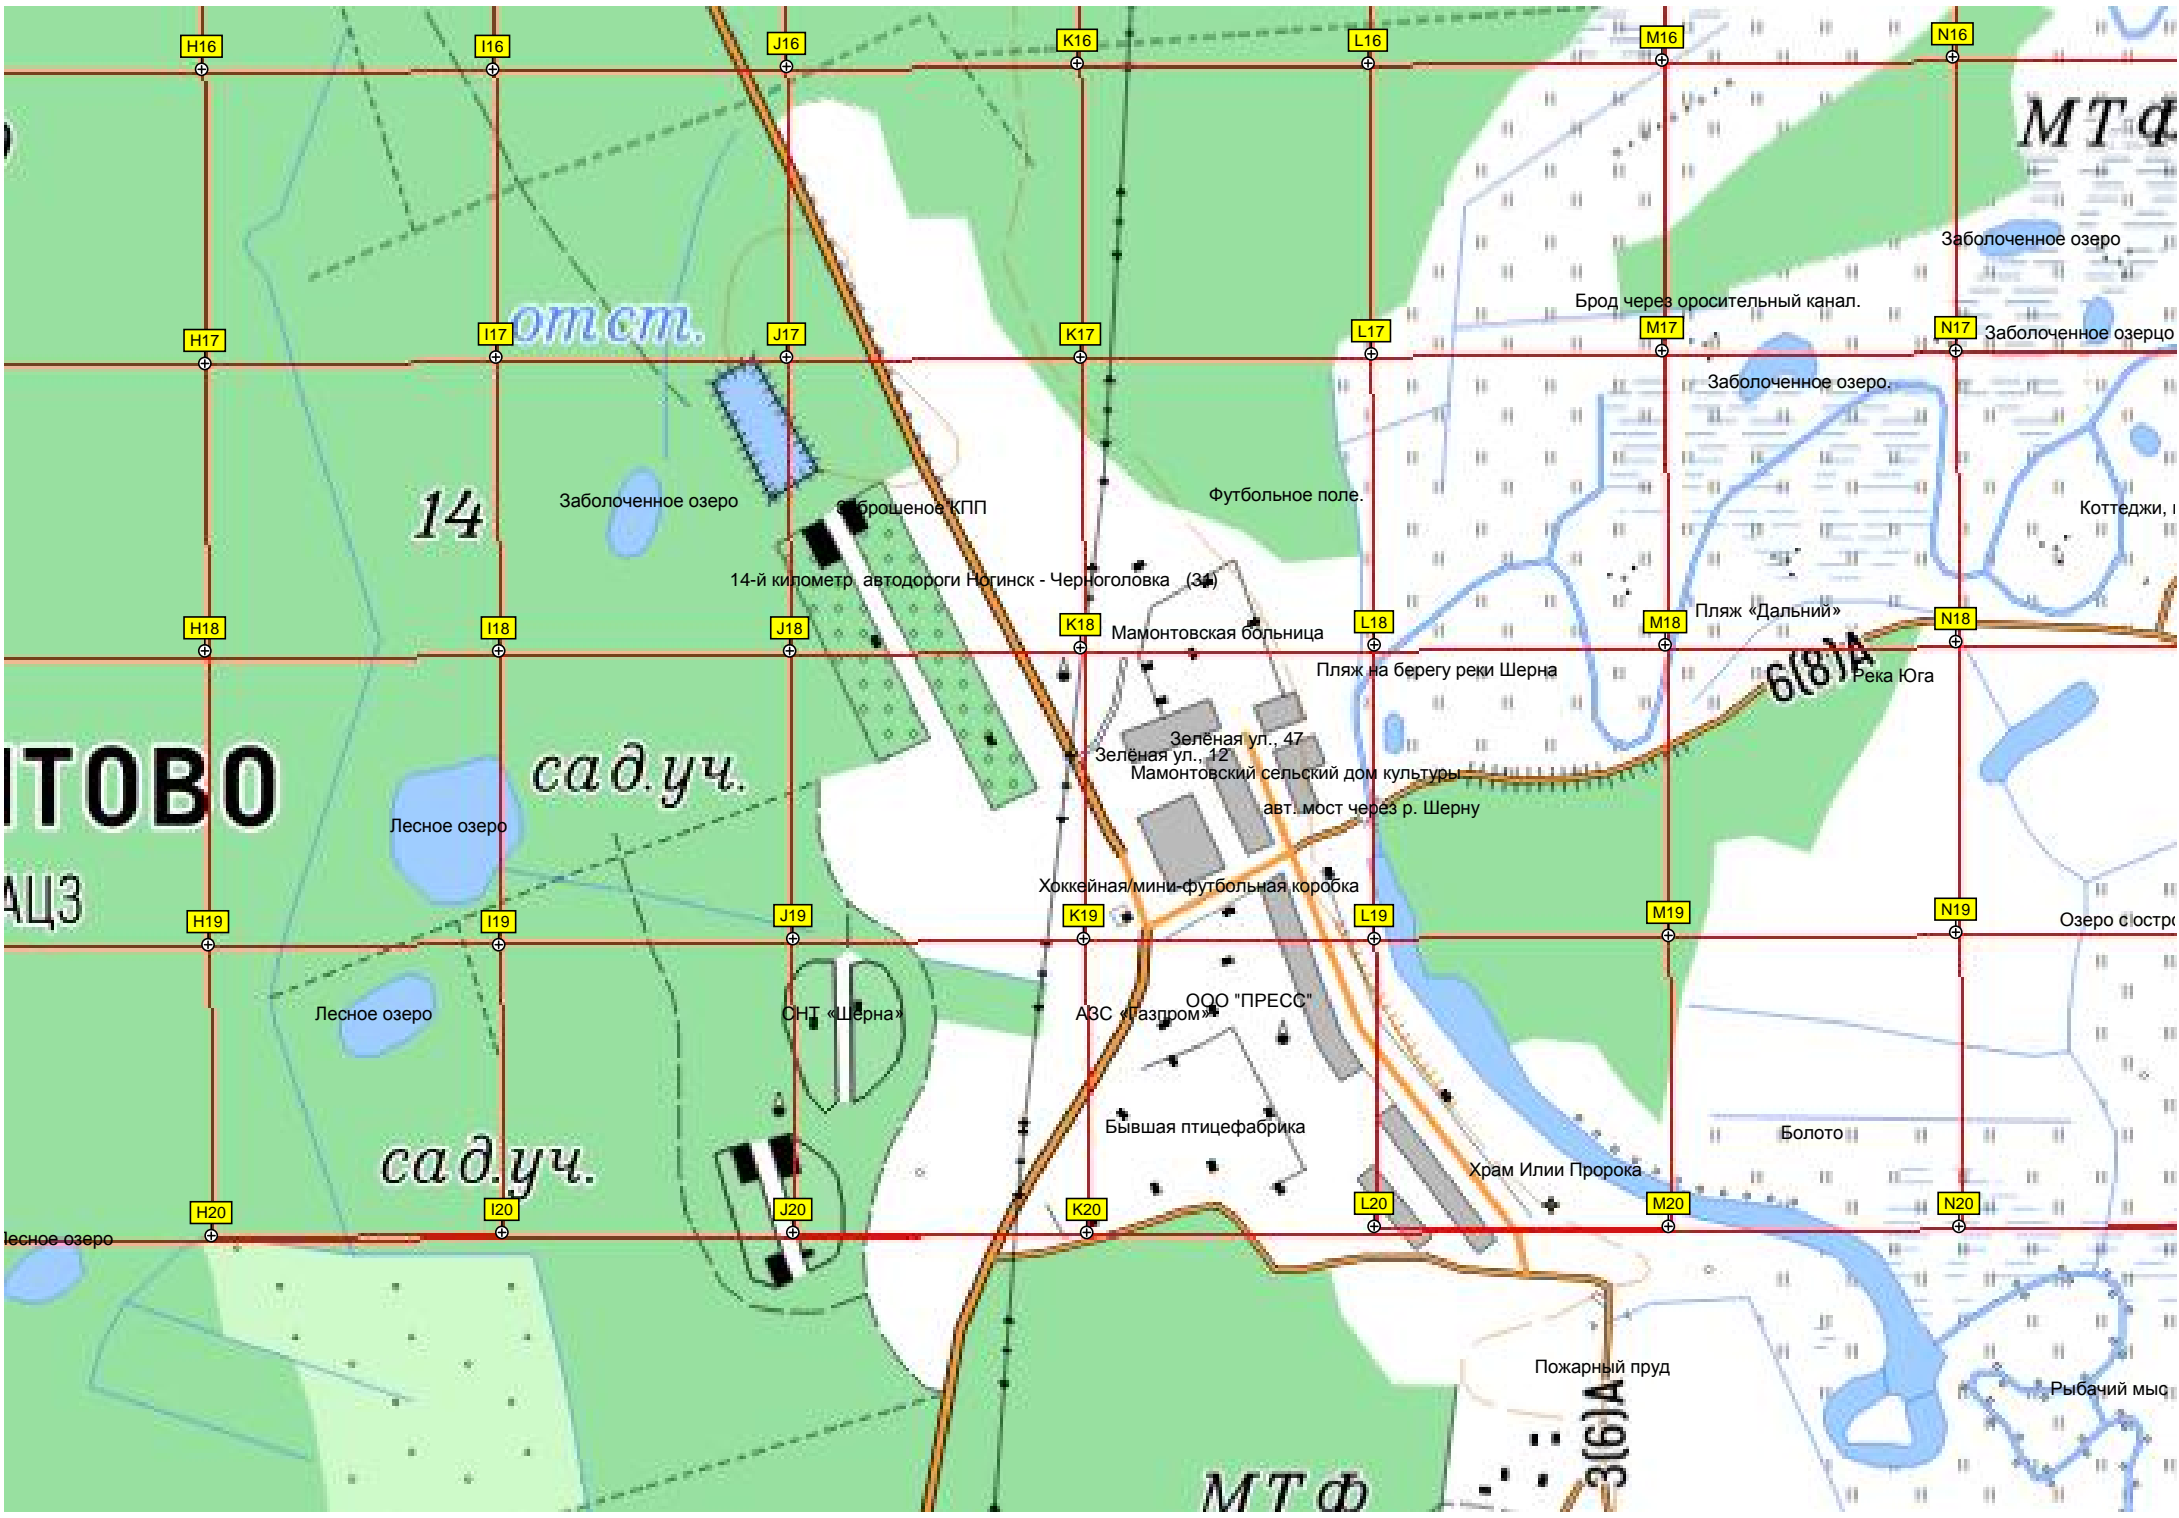 H16
I16
J16
K16
L16
M16
N16
МТФ
Заболоченное озеро
Брод через оросительный канал.
H17
I17
отст.
J17
K17
L17
M17
N17
Заболоченное озерцо
Заболоченное озеро.
14
Заболоченное озеро
Заброшеное КПП
Футбольное поле.
Коттеджи,
14-й километр автодороги Ногинск - Черноголовка (31)
Пляж «Дальний»
H18
I18
J18
K18
Мамонтовская больница
L18
M18
N18
Пляж на берегу реки Шерна
6(8)А
Река Юга
Зелёная ул., 47
Зелёная ул., 12
Мамонтовский сельский дом культуры
авт. мост через р. Шерну
ТОВО
сад.уч.
Лесное озеро
АЦЗ
Хоккейная/мини-футбольная коробка
H19
I19
J19
K19
L19
M19
N19
Озеро с остро
Лесное озеро
СНТ «Шерна»
АЗС «Газпром»
ООО "ПРЕСС"
Бывшая птицефабрика
Болото
сад.уч.
Храм Илии Пророка
H20
I20
J20
K20
L20
M20
N20
Лесное озеро
Пожарный пруд
Рыбачий мыс
3(6)А
МТФ